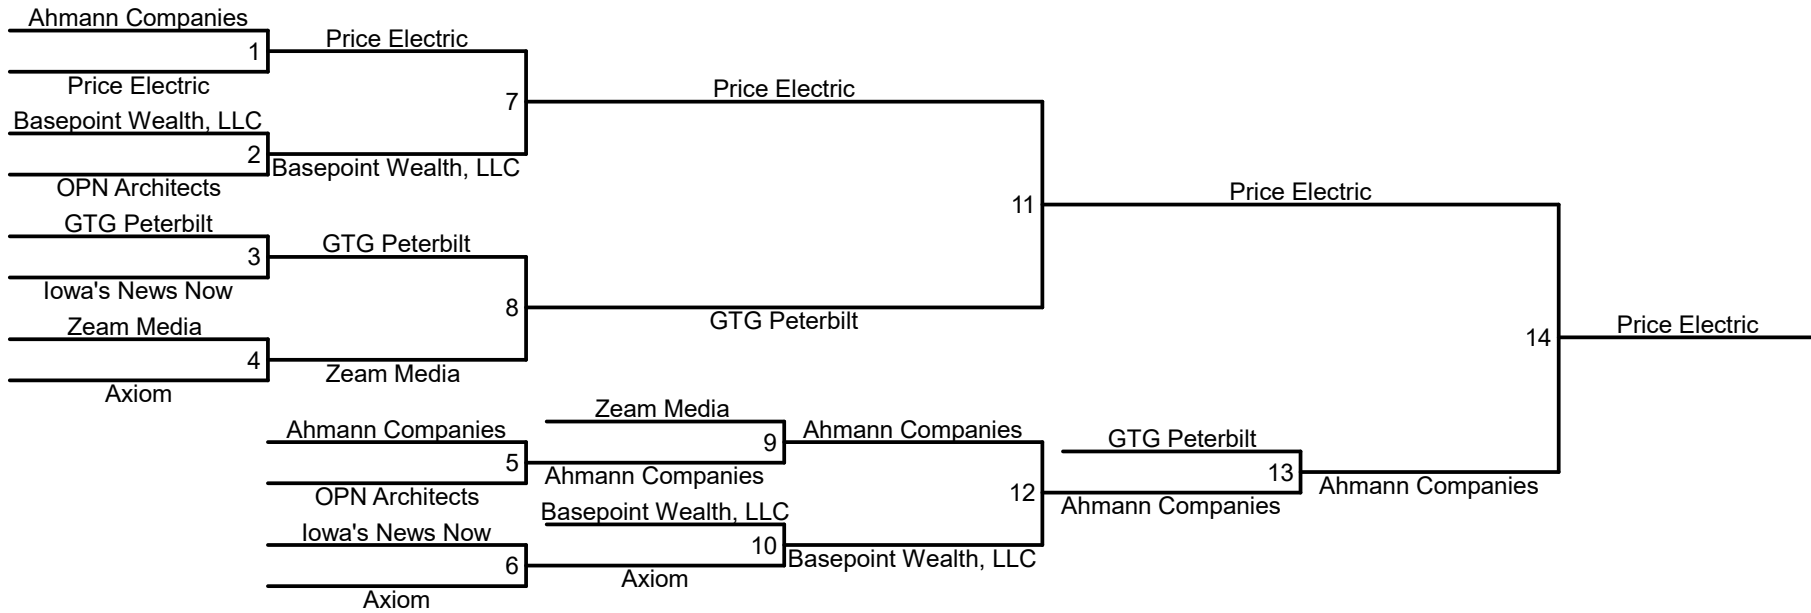 Ahmann Companies
1
Price Electric
Price Electric
Basepoint Wealth, LLC
2
OPN Architects
Basepoint Wealth, LLC
7
Price Electric
GTG Peterbilt
3
Iowa's News Now
GTG Peterbilt
Zeam Media
4
Axiom
Zeam Media
8
GTG Peterbilt
11
Price Electric
Ahmann Companies
5
OPN Architects
Zeam Media
9
Ahmann Companies
Ahmann Companies
Iowa's News Now
6
Axiom
Basepoint Wealth, LLC
10
Axiom
Basepoint Wealth, LLC
12
GTG Peterbilt
13
Ahmann Companies
Ahmann Companies
14
Price Electric